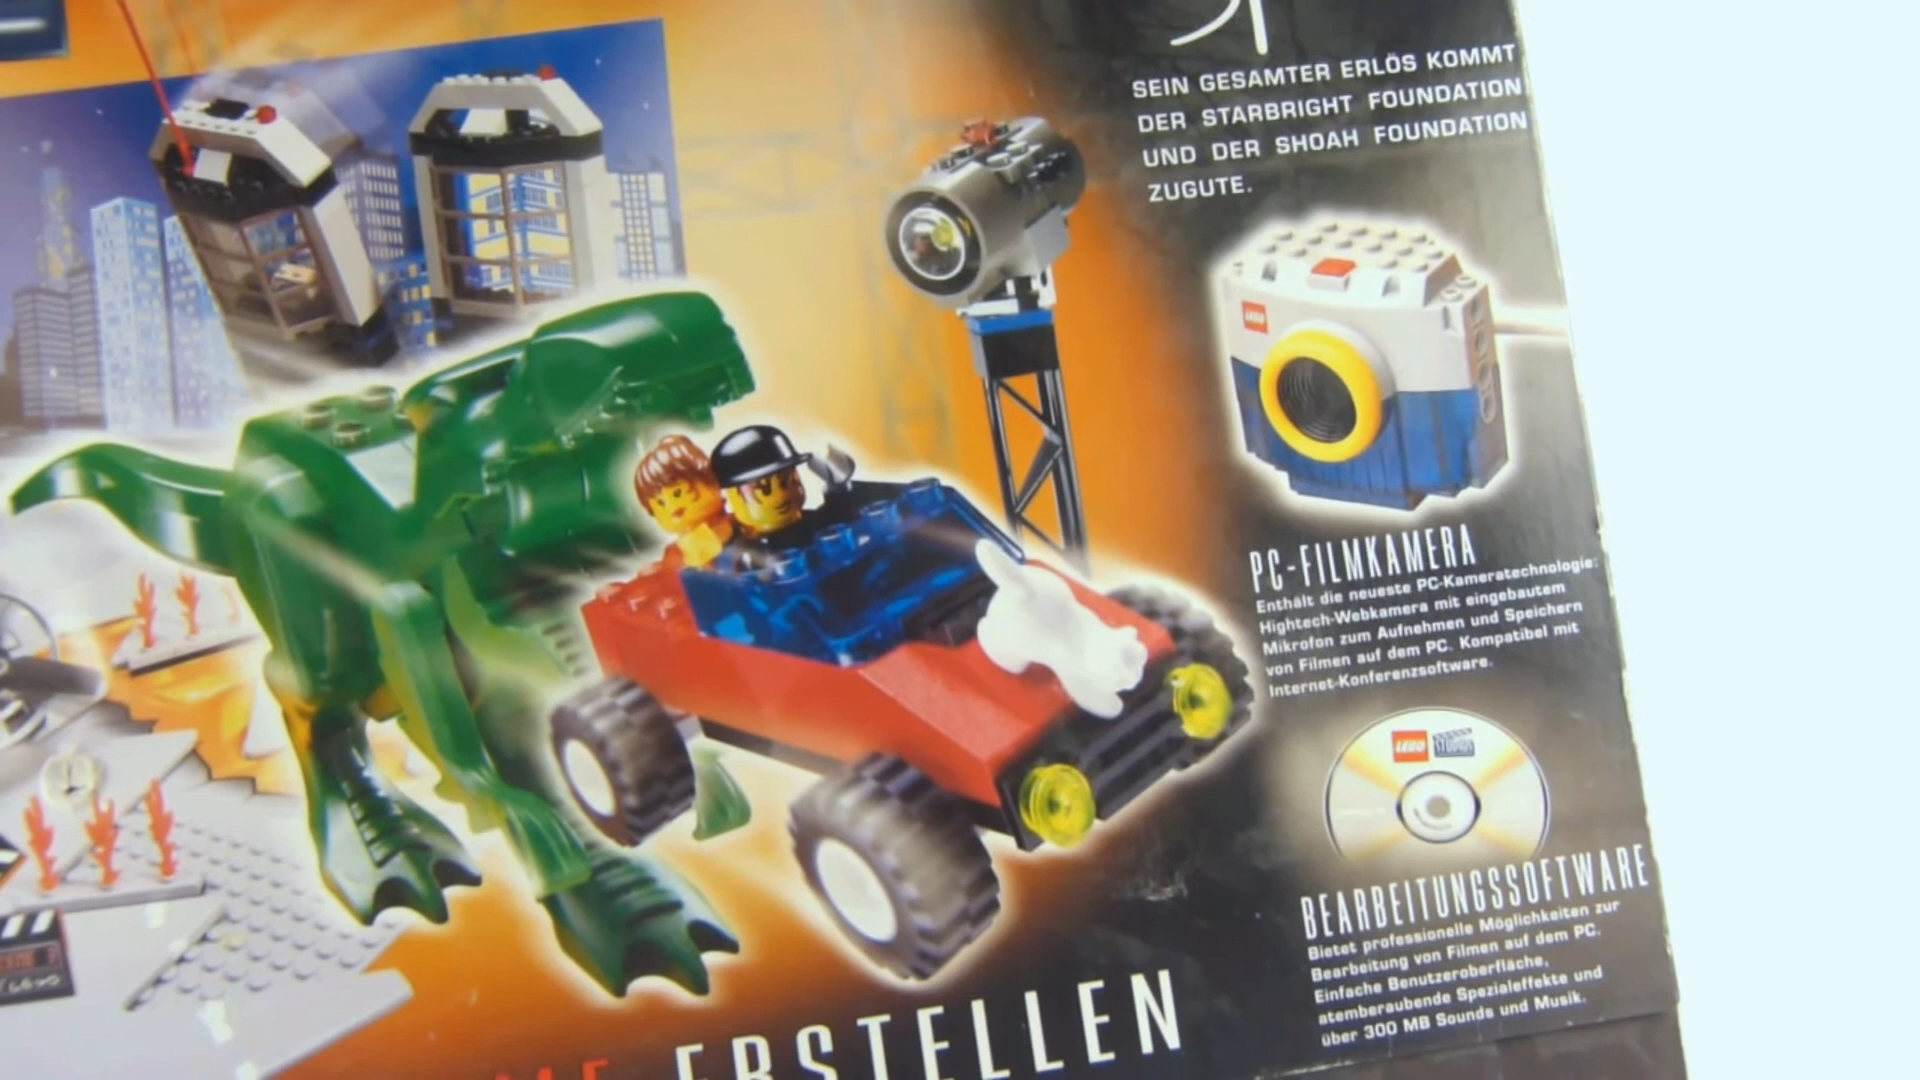 SEIN GESAMTER ERLÖS KOMMT
DER STARBRIGHT FOUNDATION
UND DER SHOAH FOUNDATION
ZUGUTE.
LEGO
PC-FILMKAMERA
Enthält die neueste PC-Kameratechnologie:
Hightech-Webkamera mit eingebautem
Mikrofon zum Aufnehmen und Speichern
von Filmen auf dem PC. Kompatibel mit
Internet-Konferenzsoftware.
LEGO STUDIOS
BEARBEITUNGSSOFTWARE
Bietet professionelle Möglichkeiten zur
Bearbeitung von Filmen auf dem PC.
Einfache Benutzeroberfläche,
atemberaubende Spezialeffekte und
über 300 MB Sounds und Musik.
ERSTELLEN